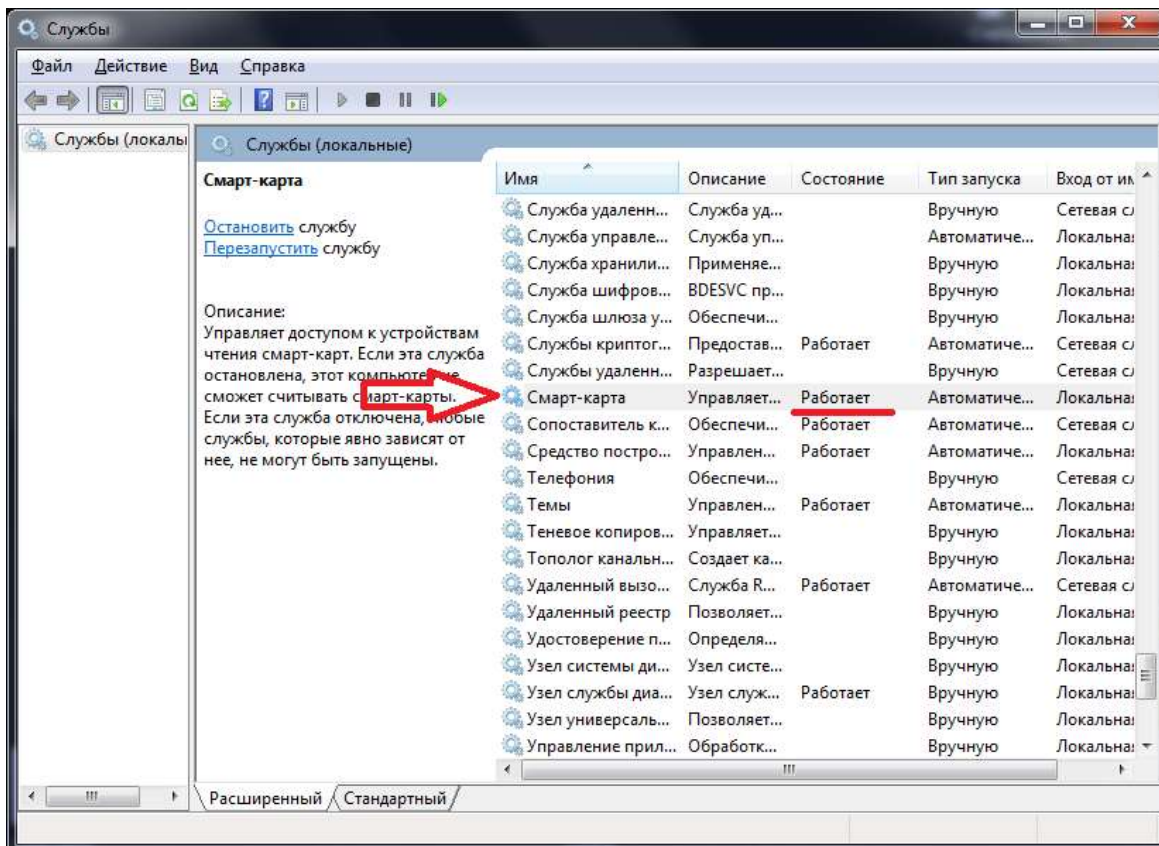 Службы
Файл Действие Вид Справка
Службы (локалы
Службы (локальные)
Смарт-карта
Остановить службу
Перезапустить службу
Описание:
Управляет доступом к устройствам
чтения смарт-карт. Если эта служба
остановлена, этот компьютер не
сможет считывать смарт-карты.
Если эта служба отключена, любые
службы, которые явно зависят от
нее, не могут быть запущены.
Имя Описание Состояние Тип запуска Вход от им
Служба удаленн... Служба уд... Вручную Сетевая сл
Служба управле... Служба уп... Автоматиче... Локальная
Служба хранили... Применяе... Вручную Локальная
Служба шифров... BDESVC пр... Вручную Локальная
Служба шлюза у... Обеспечи... Вручную Локальная
Службы криптог... Предостав... Работает Автоматиче... Сетевая сл
Службы удаленн... Разрешает... Вручную Сетевая сл
Смарт-карта Управляет... Работает Автоматиче... Локальная
Сопоставитель к... Обеспечи... Работает Автоматиче... Сетевая сл
Средство постро... Управлен... Работает Автоматиче... Локальная
Телефония Обеспечи... Вручную Сетевая сл
Темы Управлен... Работает Автоматиче... Локальная
Теневое копиров... Управляет... Вручную Локальная
Тополог канальн... Создает ка... Вручную Локальная
Удаленный вызо... Служба R... Работает Автоматиче... Сетевая сл
Удаленный реестр Позволяет... Вручную Локальная
Удостоверение п... Определя... Вручную Локальная
Узел системы ди... Узел систе... Вручную Локальная
Узел службы диа... Узел служ... Работает Вручную Локальная
Узел универсаль... Позволяет... Вручную Локальная
Управление прил... Обработк... Вручную Локальная
Расширенный Стандартный